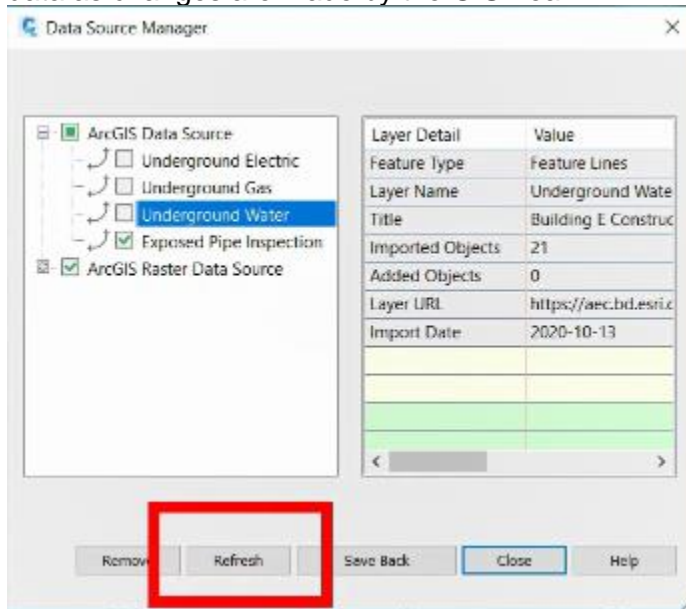 Data Source Manager
ArcGIS Data Source
Underground Electric
Underground Gas
Underground Water
Exposed Pipe Inspection
ArcGIS Raster Data Source
Layer Detail Value
Feature Type Feature Lines
Layer Name Underground Wate
Title Building E Construc
Imported Objects 21
Added Objects 0
Layer URL https://aec.bd.esri.c
Import Date 2020-10-13
Remov Refresh Save Back Close Help